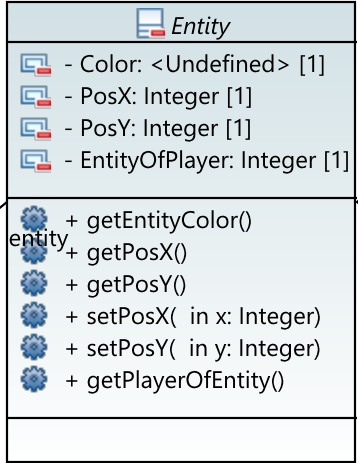 Entity
- Color: <Undefined> [1]
- PosX: Integer [1]
- PosY: Integer [1]
- EntityOfPlayer: Integer [1]
+ getEntityColor()
entity
+ getPosX()
+ getPosY()
+ setPosX(  in x: Integer)
+ setPosY(  in y: Integer)
+ getPlayerOfEntity()